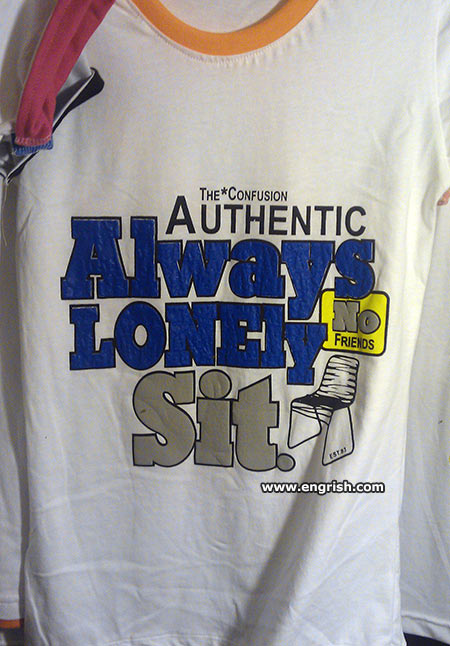 The*Confusion
Authentic
Always
LONEly
No
Friends
Sit.
EST.83
www.engrish.com